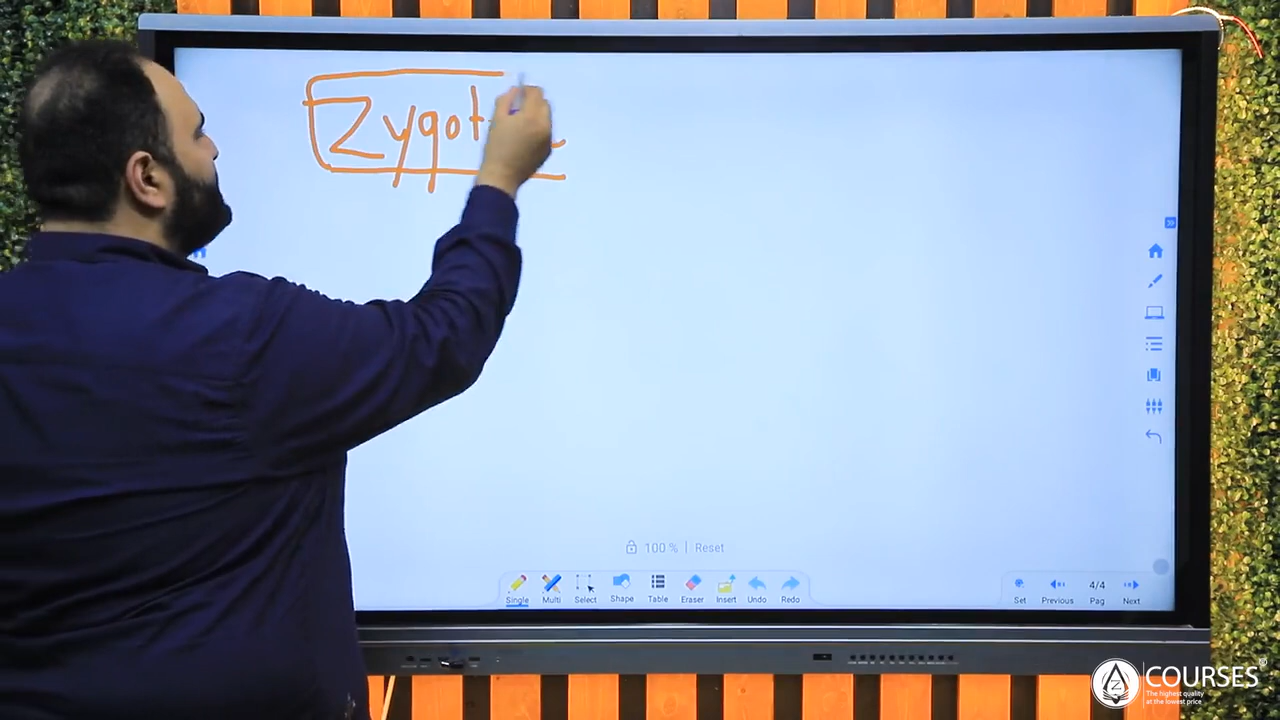 Zygot
100 % | Reset
Single Multi Select Shape Table Eraser Insert Undo Redo
4/4
Set Previous Pag Next
Z
COURSES
The highest quality
at the lowest price